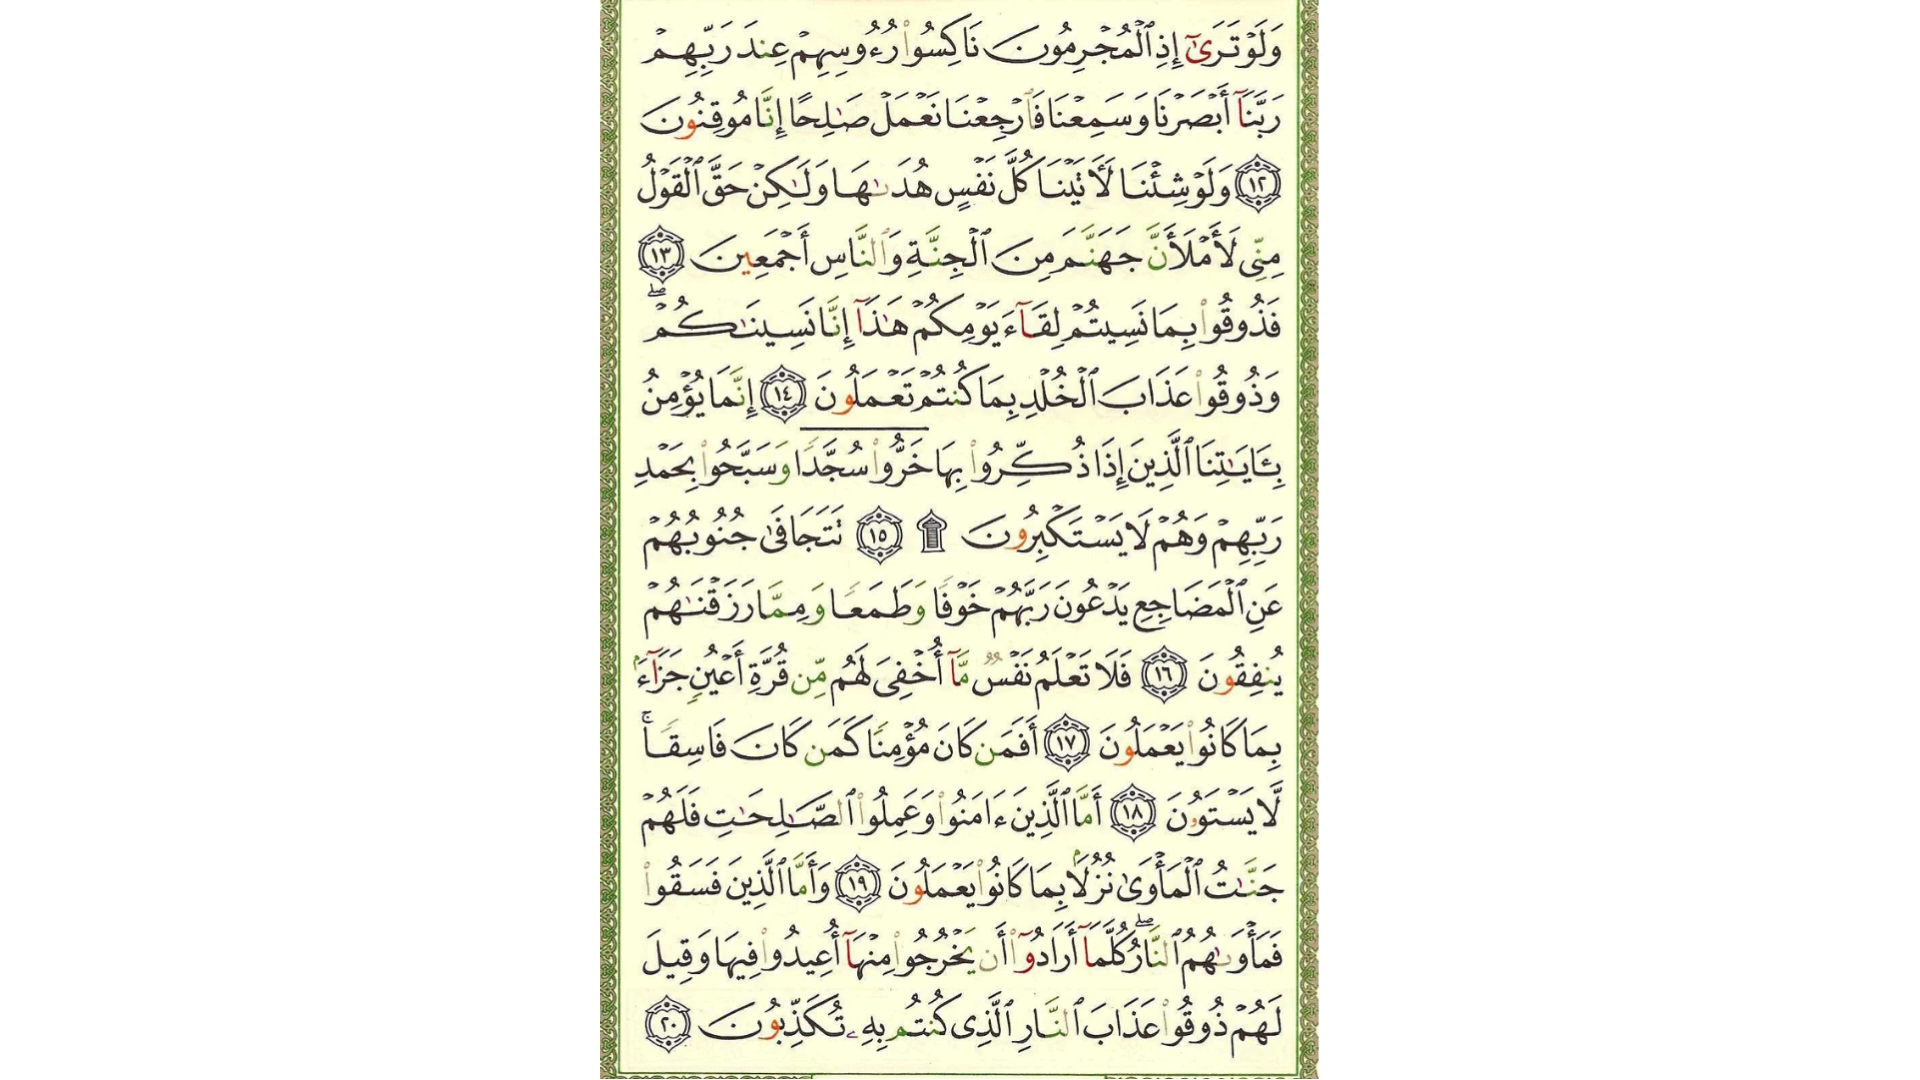 وَلَوْ تَرَىٰٓ إِذِ ٱلْمُجْرِمُونَ نَاكِسُوا۟ رُءُوسِهِمْ عِندَ رَبِّهِمْ
رَبَّنَآ أَبْصَرْنَا وَسَمِعْنَا فَٱرْجِعْنَا نَعْمَلْ صَٰلِحًا إِنَّا مُوقِنُونَ
١٢ وَلَوْ شِئْنَا لَءَاتَيْنَا كُلَّ نَفْسٍ هُدَىٰهَا وَلَٰكِنْ حَقَّ ٱلْقَوْلُ
مِنِّى لَأَمْلَأَنَّ جَهَنَّمَ مِنَ ٱلْجِنَّةِ وَٱلنَّاسِ أَجْمَعِينَ ١٣
فَذُوقُوا۟ بِمَا نَسِيتُمْ لِقَآءَ يَوْمِكُمْ هَٰذَآ إِنَّا نَسِينَٰكُمْ ۖ
وَذُوقُوا۟ عَذَابَ ٱلْخُلْدِ بِمَا كُنتُمْ تَعْمَلُونَ ١٤ إِنَّمَا يُؤْمِنُ
بِـَٔايَٰتِنَا ٱلَّذِينَ إِذَا ذُكِّرُوا۟ بِهَا خَرُّوا۟ سُجَّدًا وَسَبَّحُوا۟ بِحَمْدِ
رَبِّهِمْ وَهُمْ لَا يَسْتَكْبِرُونَ ۩ ١٥ تَتَجَافَىٰ جُنُوبُهُمْ
عَنِ ٱلْمَضَاجِعِ يَدْعُونَ رَبَّهُمْ خَوْفًا وَطَمَعًا وَمِمَّا رَزَقْنَٰهُمْ
يُنفِقُونَ ١٦ فَلَا تَعْلَمُ نَفْسٌ مَّآ أُخْفِىَ لَهُم مِّن قُرَّةِ أَعْيُنٍ جَزَآءًۢ
بِمَا كَانُوا۟ يَعْمَلُونَ ١٧ أَفَمَن كَانَ مُؤْمِنًا كَمَن كَانَ فَاسِقًا ۚ
لَّا يَسْتَوُۥنَ ١٨ أَمَّا ٱلَّذِينَ ءَامَنُوا۟ وَعَمِلُوا۟ ٱلصَّٰلِحَٰتِ فَلَهُمْ
جَنَّٰتُ ٱلْمَأْوَىٰ نُزُلًۢا بِمَا كَانُوا۟ يَعْمَلُونَ ١٩ وَأَمَّا ٱلَّذِينَ فَسَقُوا۟
فَمَأْوَىٰهُمُ ٱلنَّارُ ۖ كُلَّمَآ أَرَادُوٓا۟ أَن يَخْرُجُوا۟ مِنْهَآ أُعِيدُوا۟ فِيهَا وَقِيلَ
لَهُمْ ذُوقُوا۟ عَذَابَ ٱلنَّارِ ٱلَّذِى كُنتُم بِهِۦ تُكَذِّبُونَ ٢٠